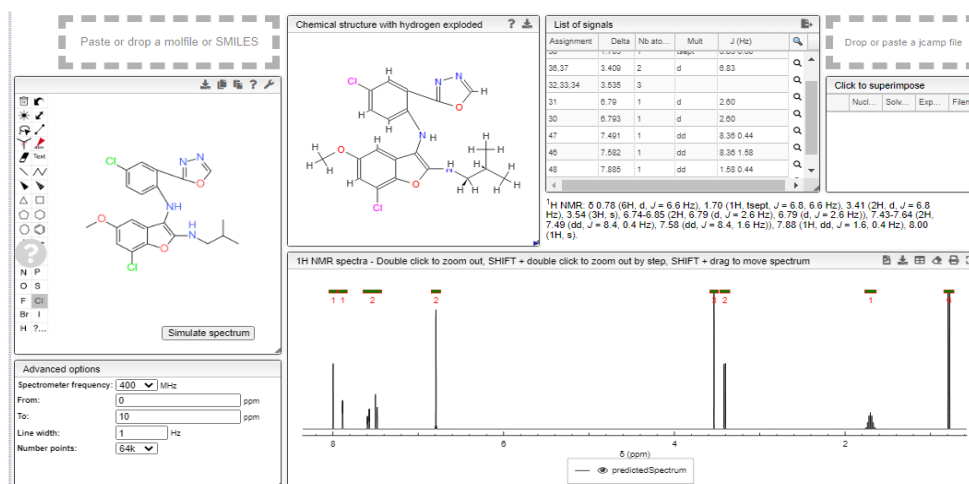 Paste or drop a molfile or SMILES
Text
N P
O S
F Cl
Br I
H ?...
Cl
N
N
O
NH
O
O
H
N
Cl
Simulate spectrum
Advanced options
Spectrometer frequency: 400 MHz
From: 0 ppm
To: 10 ppm
Line width: 1 Hz
Number points: 64k
Chemical structure with hydrogen exploded
List of signals
Assignment Delta Nb ato... Mult J (Hz)
36,37 3.409 2 d 6.83
32,33,34 3.535 3
31 6.79 1 d 2.60
30 6.793 1 d 2.60
47 7.491 1 dd 8.36 0.44
46 7.582 1 dd 8.36 1.58
48 7.885 1 dd 1.58 0.44
1H NMR: δ 0.78 (6H, d, J = 6.6 Hz), 1.70 (1H, tsept, J = 6.8, 6.6 Hz), 3.41 (2H, d, J = 6.8
Hz), 3.54 (3H, s), 6.74-6.85 (2H, 6.79 (d, J = 2.6 Hz), 6.79 (d, J = 2.6 Hz)), 7.43-7.64 (2H,
7.49 (dd, J = 8.4, 0.4 Hz), 7.58 (dd, J = 8.4, 1.6 Hz)), 7.88 (1H, dd, J = 1.6, 0.4 Hz), 8.00
(1H, s).
Drop or paste a jcamp file
Click to superimpose
Nucl... Solv... Exp... Filen
1H NMR spectra - Double click to zoom out, SHIFT + double click to zoom out by step, SHIFT + drag to move spectrum
1 1 2 2 3 2 1 6
8 6 4 2
δ (ppm)
predictedSpectrum